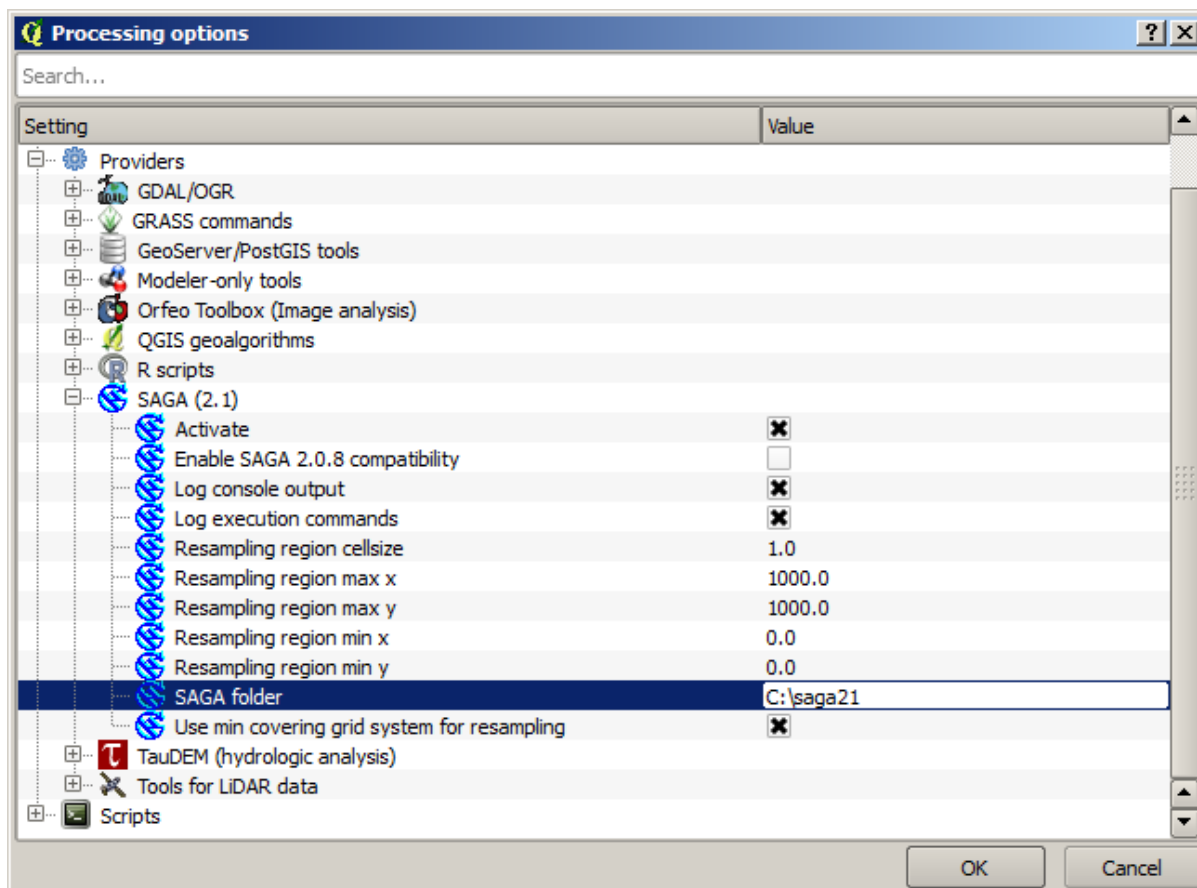 Processing options
Search...
Setting Value
Providers
GDAL/OGR
GRASS commands
GeoServer/PostGIS tools
Modeler-only tools
Orfeo Toolbox (Image analysis)
QGIS geoalgorithms
R scripts
SAGA (2.1)
Activate
Enable SAGA 2.0.8 compatibility
Log console output
Log execution commands
Resampling region cellsize 1.0
Resampling region max x 1000.0
Resampling region max y 1000.0
Resampling region min x 0.0
Resampling region min y 0.0
SAGA folder C:\saga21
Use min covering grid system for resampling
TauDEM (hydrologic analysis)
Tools for LiDAR data
Scripts
OK Cancel